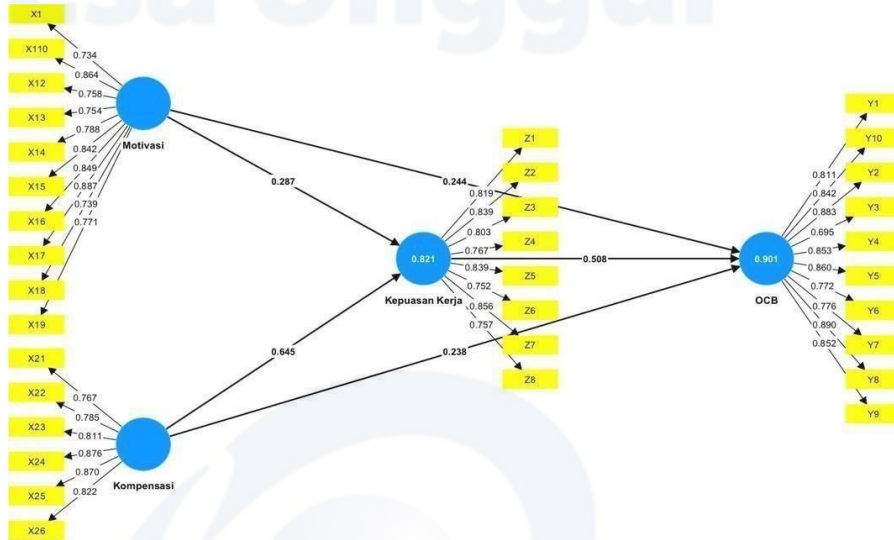 Esa Unggul
X1
X110
X12
X13
X14
X15
X16
X17
X18
X19
0.734
0.864
0.758
0.754
0.788
0.842
0.849
0.887
0.739
0.771
Motivasi
X21
X22
X23
X24
X25
X26
0.767
0.785
0.811
0.876
0.870
0.822
Kompensasi
0.287
0.244
0.645
0.238
0.508
0.821
Kepuasan Kerja
Z1
Z2
Z3
Z4
Z5
Z6
Z7
Z8
0.819
0.839
0.803
0.767
0.839
0.752
0.856
0.757
0.901
OCB
0.811
0.842
0.883
0.695
0.853
0.860
0.772
0.776
0.890
0.852
Y1
Y10
Y2
Y3
Y4
Y5
Y6
Y7
Y8
Y9